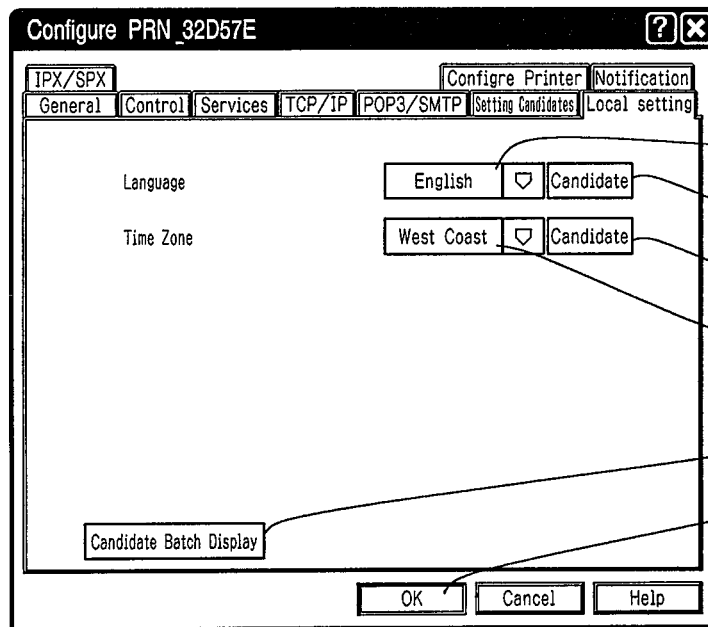 Configure PRN_32D57E ? X
IPX/SPX Configre Printer Notification
General Control Services TCP/IP POP3/SMTP Setting Candidates Local setting
Language English Candidate
Time Zone West Coast Candidate
Candidate Batch Display
OK Cancel Help